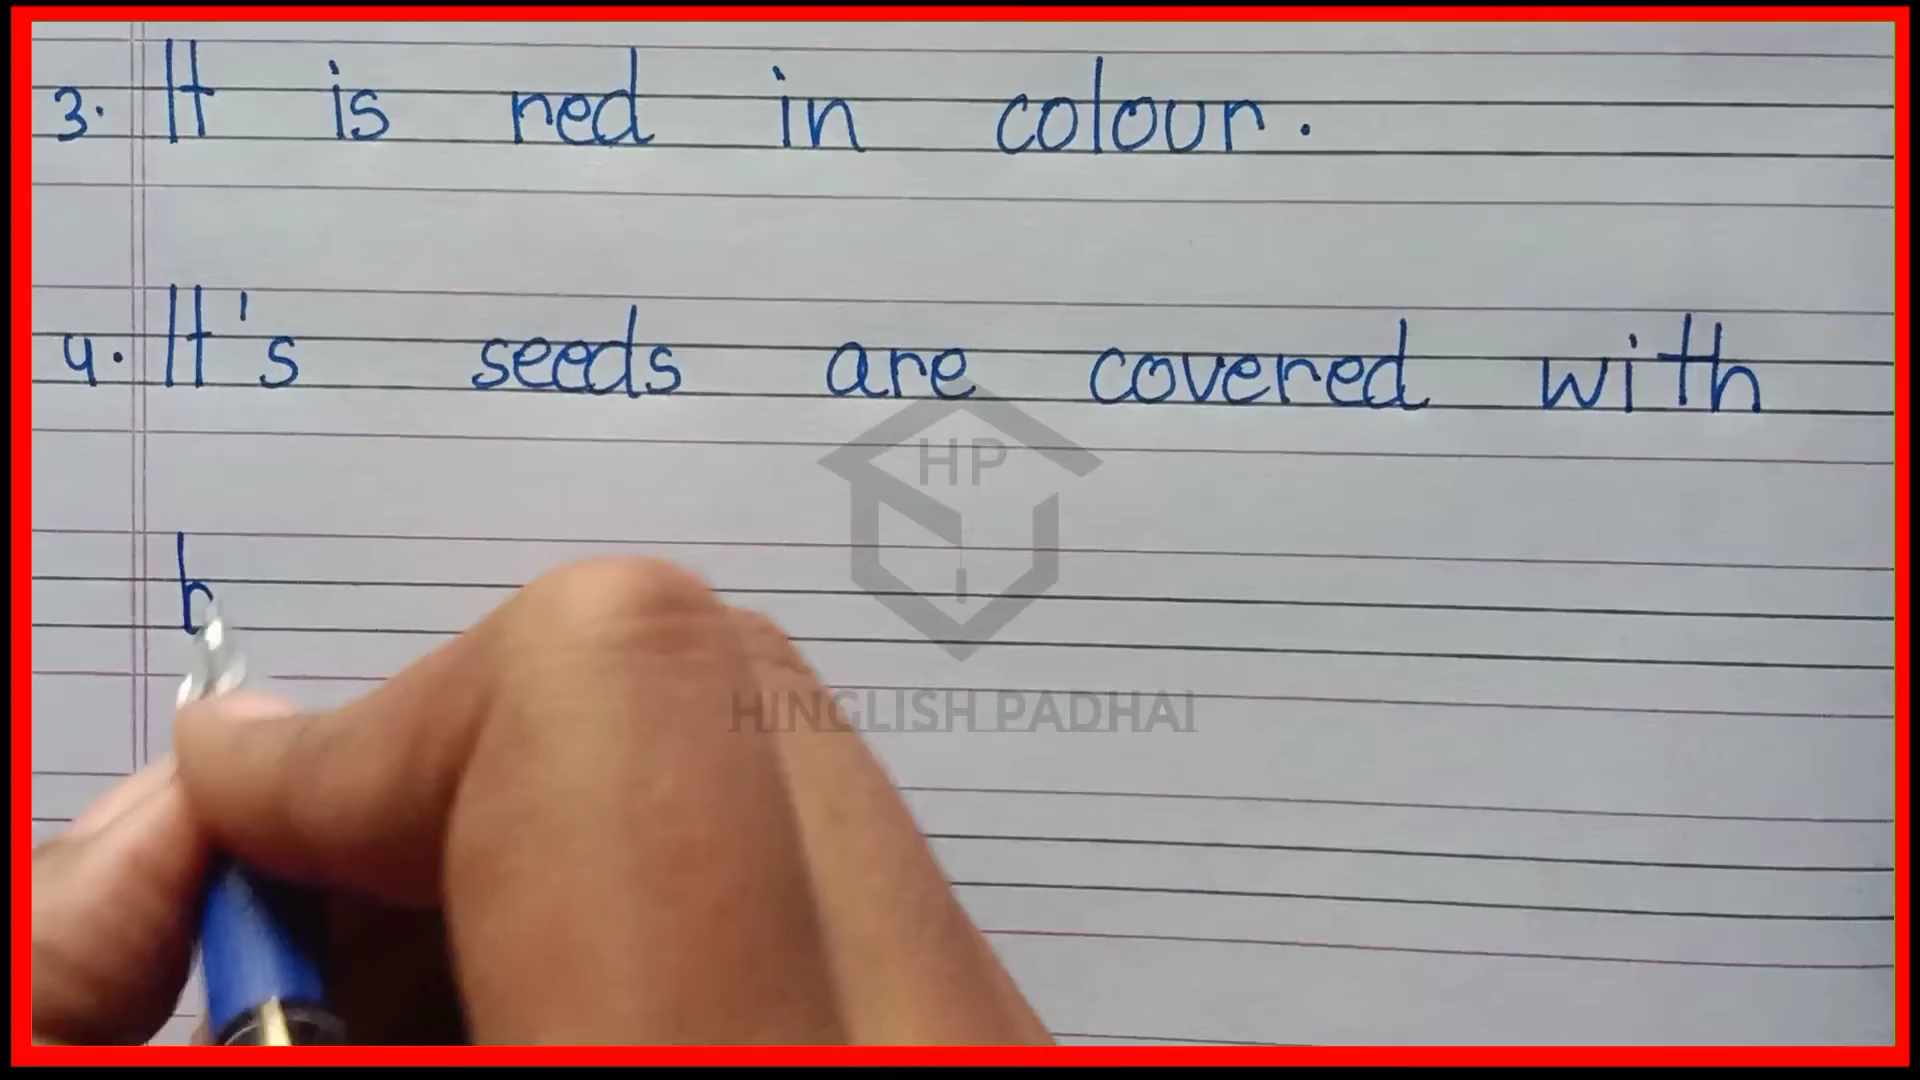 3. It is red in colour.
4. It's seeds are covered with
HP
I
HINGLISH PADHAI
b